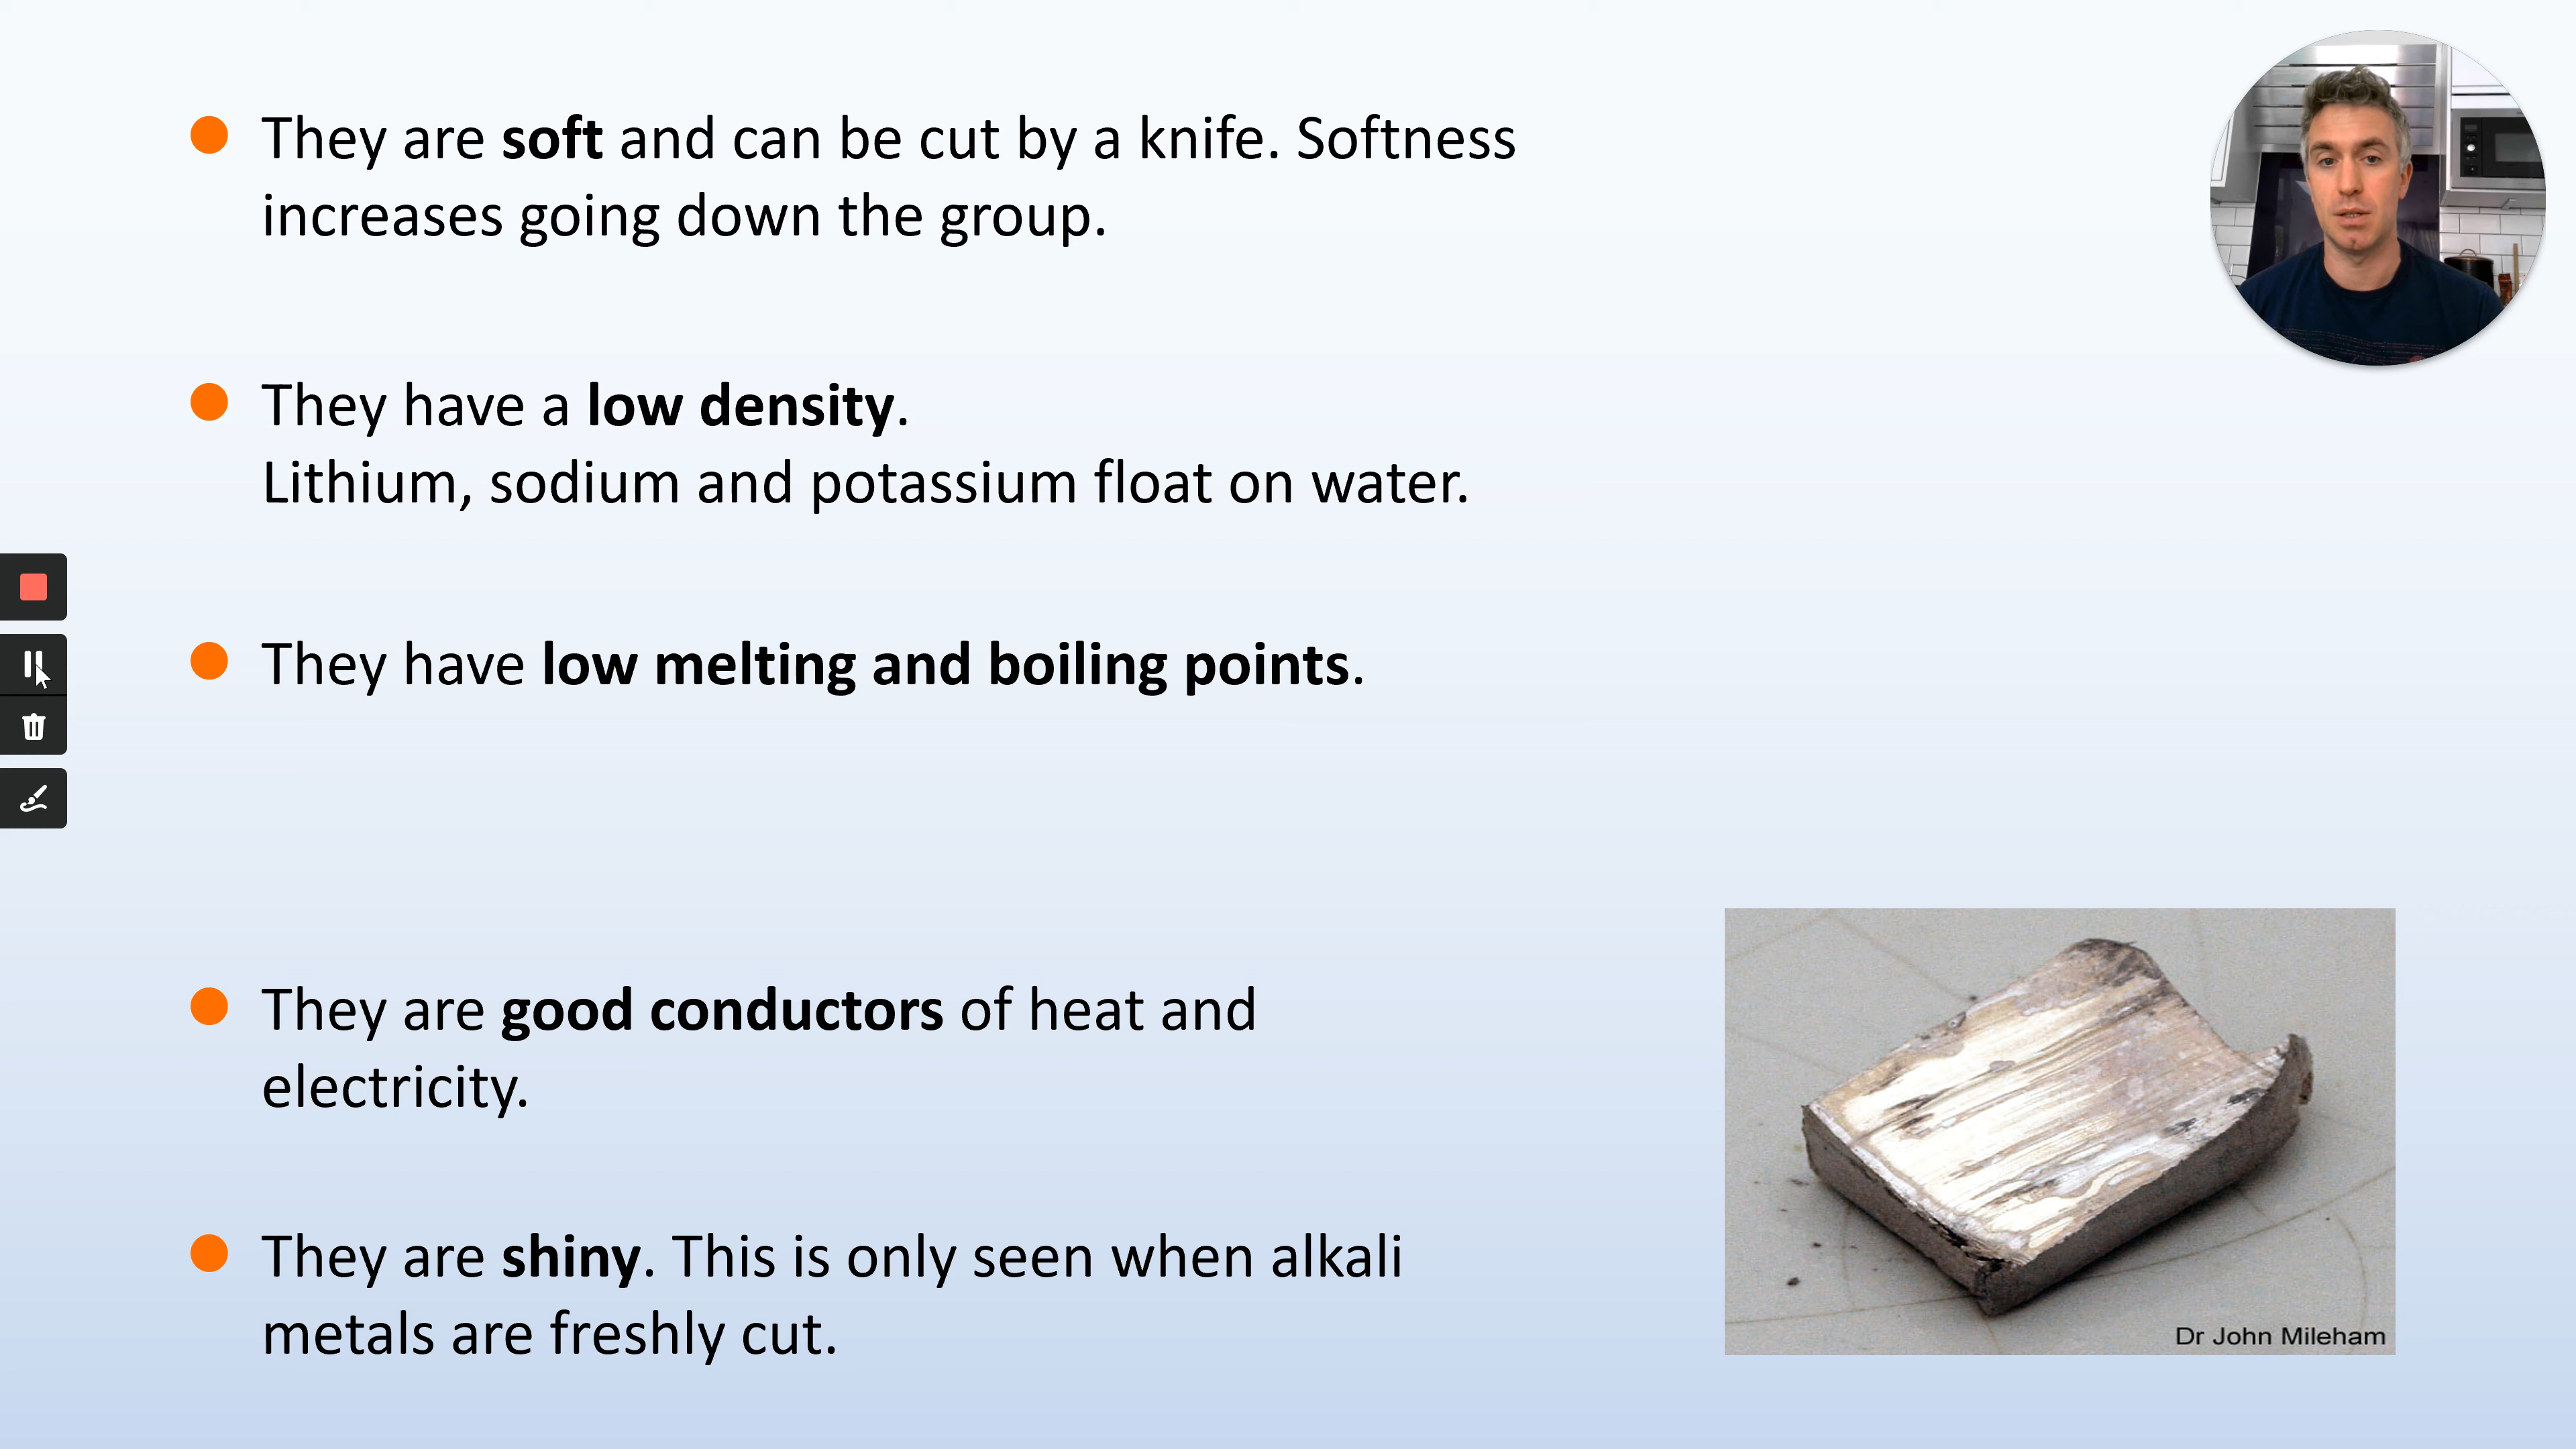 They are soft and can be cut by a knife. Softness
increases going down the group.
They have a low density.
Lithium, sodium and potassium float on water.
They have low melting and boiling points.
They are good conductors of heat and
electricity.
They are shiny. This is only seen when alkali
metals are freshly cut.
Dr John Mileham